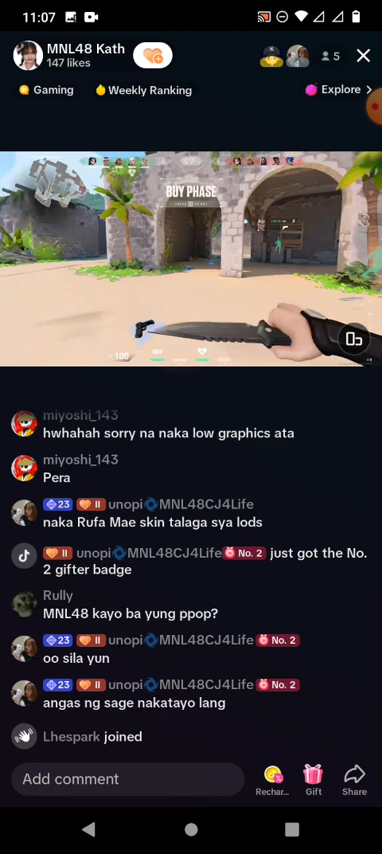 11:07
MNL48 Kath
147 likes
5
Gaming
Weekly Ranking
Explore
BUY PHASE
100
miyoshi_143
hwhahah sorry na naka low graphics ata
miyoshi_143
Pera
23 II unopi MNL48CJ4Life
naka Rufa Mae skin talaga sya lods
II unopi MNL48CJ4Life No. 2 just got the No.
2 gifter badge
Rully
MNL48 kayo ba yung ppop?
23 II unopi MNL48CJ4Life No. 2
oo sila yun
23 II unopi MNL48CJ4Life No. 2
angas ng sage nakatayo lang
Lhespark joined
Add comment
Rechar...
Gift
Share